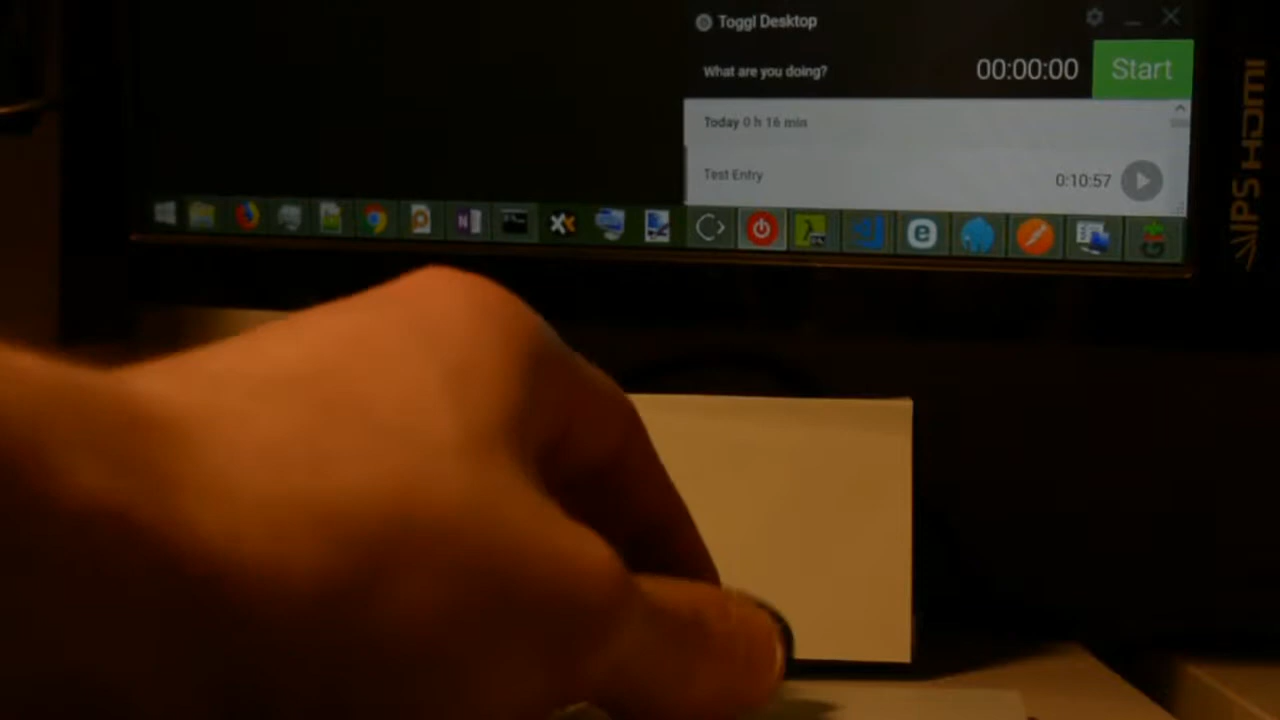 Toggl Desktop
What are you doing?
00:00:00
Start
Today 0 h 16 min
Test Entry
0:10:57
IPS HDMI